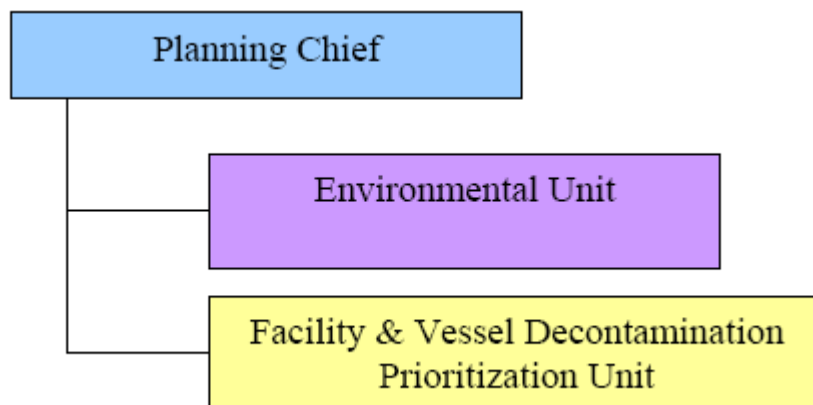 Planning Chief
Environmental Unit
Facility & Vessel Decontamination
Prioritization Unit